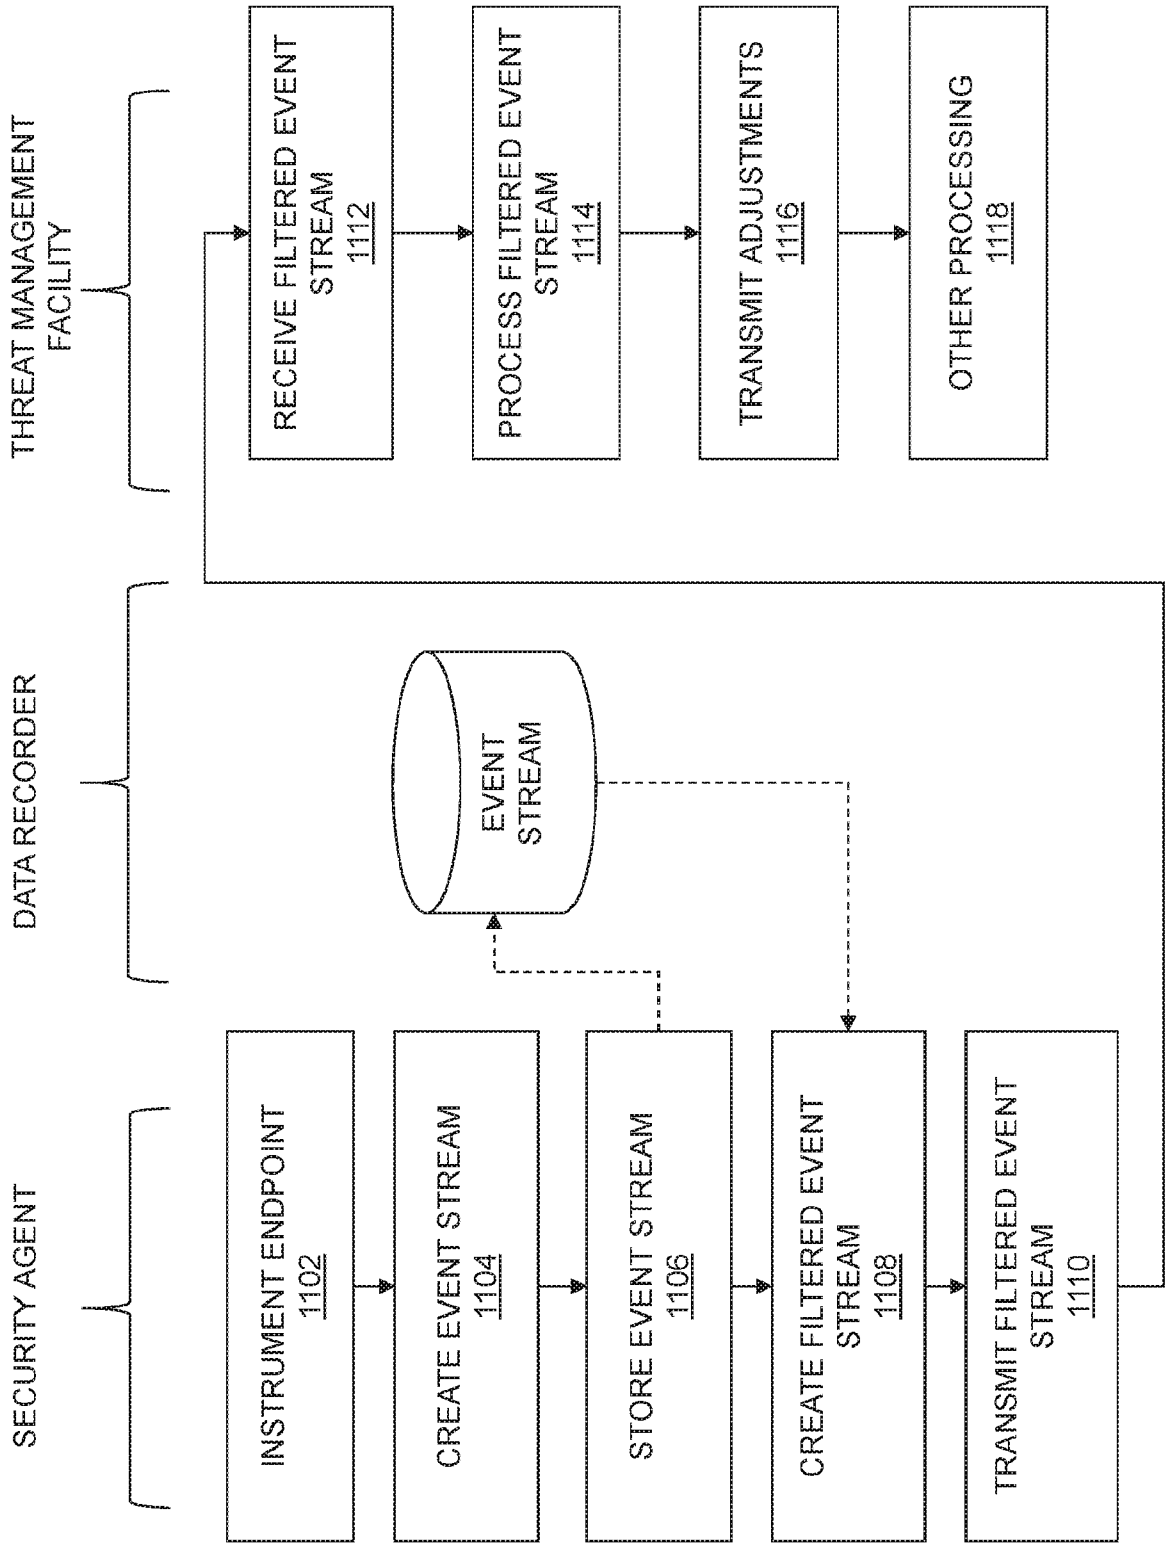 SECURITY AGENT
INSTRUMENT ENDPOINT
1102
CREATE EVENT STREAM
1104
STORE EVENT STREAM
1106
CREATE FILTERED EVENT
STREAM
1108
TRANSMIT FILTERED EVENT
STREAM
1110
DATA RECORDER
EVENT
STREAM
THREAT MANAGEMENT
FACILITY
RECEIVE FILTERED EVENT
STREAM
1112
PROCESS FILTERED EVENT
STREAM
1114
TRANSMIT ADJUSTMENTS
1116
OTHER PROCESSING
1118